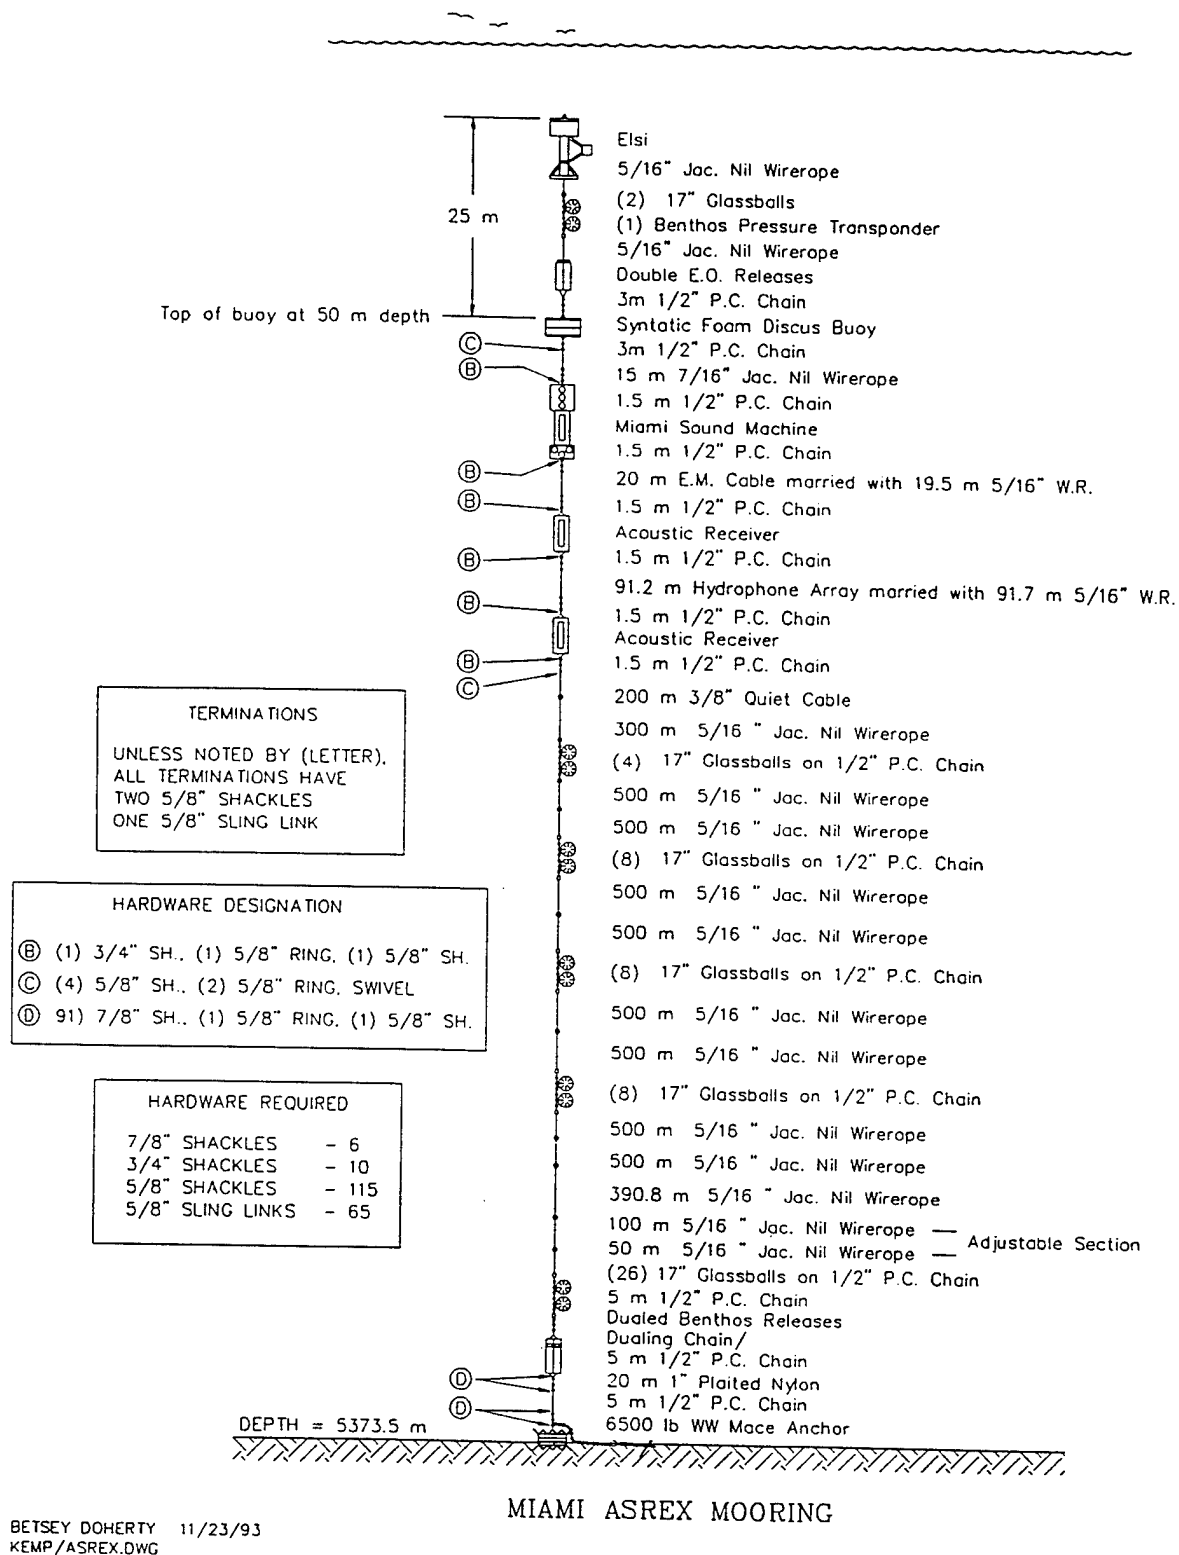 Elsi
5/16" Jac. Nil Wirerope
(2) 17" Glassballs
25 m
(1) Benthos Pressure Transponder
5/16" Jac. Nil Wirerope
Double E.O. Releases
3m 1/2" P.C. Chain
Top of buoy at 50 m depth
Syntatic Foam Discus Buoy
C
3m 1/2" P.C. Chain
B
15 m 7/16" Jac. Nil Wirerope
1.5 m 1/2" P.C. Chain
Miami Sound Machine
1.5 m 1/2" P.C. Chain
B
20 m E.M. Cable married with 19.5 m 5/16" W.R.
B
1.5 m 1/2" P.C. Chain
Acoustic Receiver
B
1.5 m 1/2" P.C. Chain
91.2 m Hydrophone Array married with 91.7 m 5/16" W.R.
B
1.5 m 1/2" P.C. Chain
Acoustic Receiver
B
1.5 m 1/2" P.C. Chain
C
200 m 3/8" Quiet Cable
300 m 5/16 " Jac. Nil Wirerope
(4) 17" Glassballs on 1/2" P.C. Chain
500 m 5/16 " Jac. Nil Wirerope
500 m 5/16 " Jac. Nil Wirerope
(8) 17" Glassballs on 1/2" P.C. Chain
500 m 5/16 " Jac. Nil Wirerope
500 m 5/16 " Jac. Nil Wirerope
(8) 17" Glassballs on 1/2" P.C. Chain
500 m 5/16 " Jac. Nil Wirerope
500 m 5/16 " Jac. Nil Wirerope
(8) 17" Glassballs on 1/2" P.C. Chain
500 m 5/16 " Jac. Nil Wirerope
500 m 5/16 " Jac. Nil Wirerope
390.8 m 5/16 " Jac. Nil Wirerope
100 m 5/16 " Jac. Nil Wirerope
50 m 5/16 " Jac. Nil Wirerope
Adjustable Section
(26) 17" Glassballs on 1/2" P.C. Chain
5 m 1/2" P.C. Chain
Dualed Benthos Releases
Dualing Chain/
5 m 1/2" P.C. Chain
D
20 m 1" Plaited Nylon
D
5 m 1/2" P.C. Chain
DEPTH = 5373.5 m
6500 lb WW Mace Anchor
TERMINATIONS
UNLESS NOTED BY (LETTER),
ALL TERMINATIONS HAVE
TWO 5/8" SHACKLES
ONE 5/8" SLING LINK
HARDWARE DESIGNATION
B (1) 3/4" SH., (1) 5/8" RING, (1) 5/8" SH.
C (4) 5/8" SH., (2) 5/8" RING, SWIVEL
D 91) 7/8" SH., (1) 5/8" RING, (1) 5/8" SH.
HARDWARE REQUIRED
7/8" SHACKLES - 6
3/4" SHACKLES - 10
5/8" SHACKLES - 115
5/8" SLING LINKS - 65
MIAMI ASREX MOORING
BETSEY DOHERTY 11/23/93
KEMP/ASREX.DWG